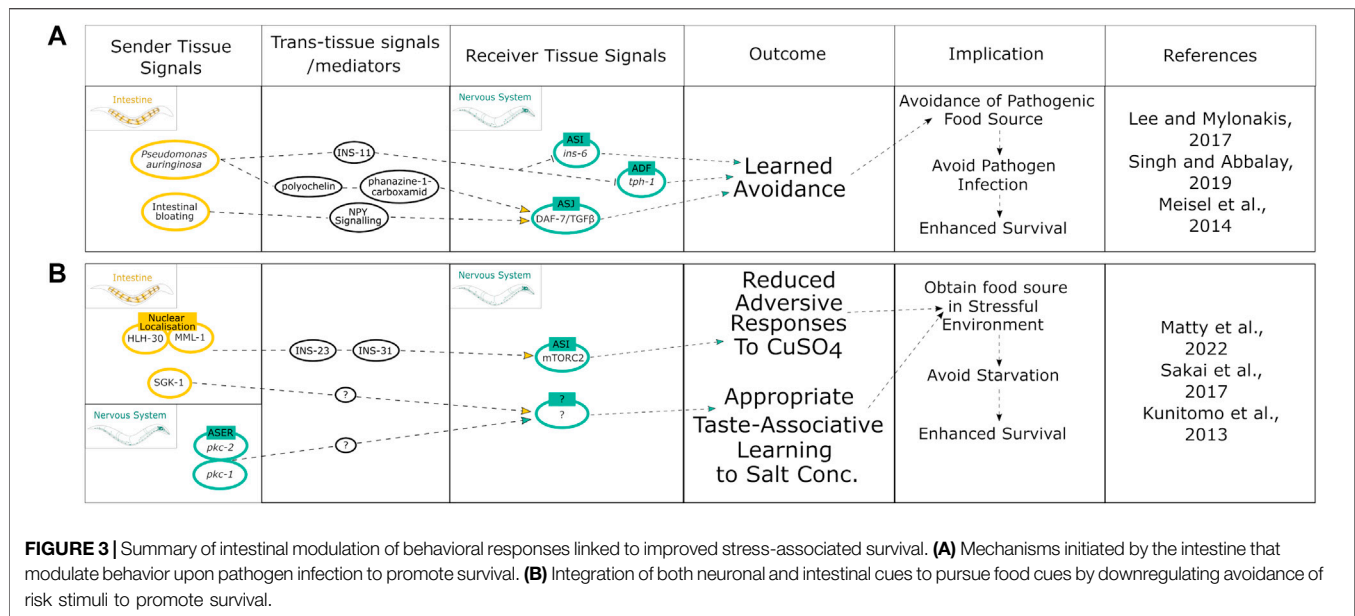 A
Sender Tissue
Signals
Trans-tissue signals
/mediators
Receiver Tissue Signals
Outcome
Implication
References
Intestine
Pseudomonas
auringinosa
Intestinal
bloating
INS-11
polyochelin
phanazine-1-
carboxamid
NPY
Signalling
Nervous System
ASI
ins-6
ADF
tph-1
ASJ
DAF-7/TGFβ
Learned
Avoidance
Avoidance of Pathogenic
Food Source
Avoid Pathogen
Infection
Enhanced Survival
Lee and Mylonakis,
2017
Singh and Abbalay,
2019
Meisel et al.,
2014
B
Intestine
Nuclear
Localisation
HLH-30
MML-1
SGK-1
Nervous System
ASER
pkc-2
pkc-1
INS-23
INS-31
?
?
Nervous System
ASI
mTORC2
?
?
Reduced
Adversive
Responses
To CuSO4
Appropriate
Taste-Associative
Learning
to Salt Conc.
Obtain food soure
in Stressful
Environment
Avoid Starvation
Enhanced Survival
Matty et al.,
2022
Sakai et al.,
2017
Kunitomo et al.,
2013
FIGURE 3 | Summary of intestinal modulation of behavioral responses linked to improved stress-associated survival. (A) Mechanisms initiated by the intestine that
modulate behavior upon pathogen infection to promote survival. (B) Integration of both neuronal and intestinal cues to pursue food cues by downregulating avoidance of
risk stimuli to promote survival.